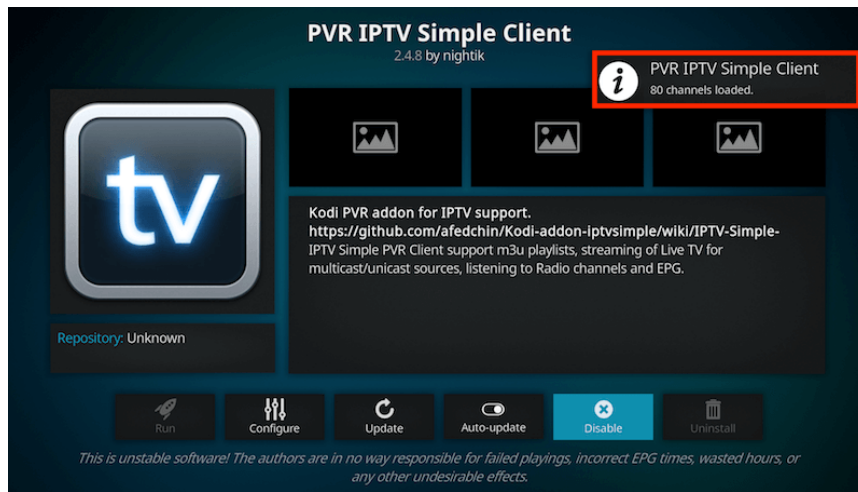 PVR IPTV Simple Client
2.4.8 by nightik
PVR IPTV Simple Client
80 channels loaded.
tv
Kodi PVR addon for IPTV support.
https://github.com/afedchin/Kodi-addon-iptvsimple/wiki/IPTV-Simple-
IPTV Simple PVR Client support m3u playlists, streaming of Live TV for
multicast/unicast sources, listening to Radio channels and EPG.
Repository: Unknown
Run
Configure
Update
Auto-update
Disable
Uninstall
This is unstable software! The authors are in no way responsible for failed playings, incorrect EPG times, wasted hours, or
any other undesirable effects.